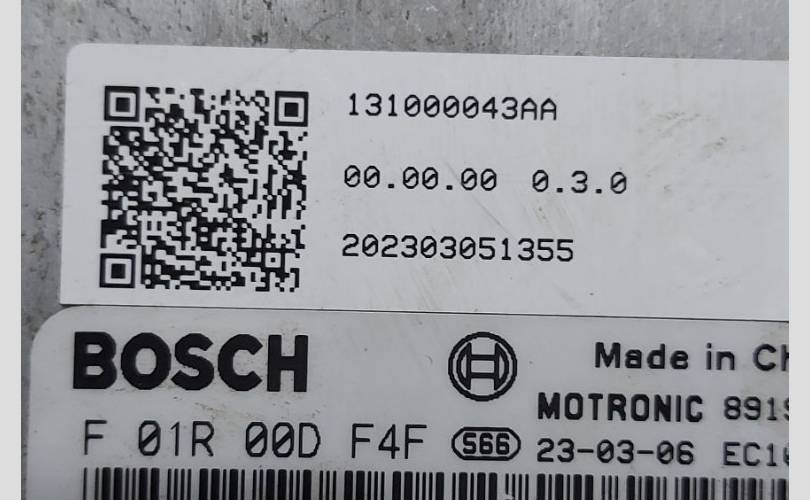 131000043AA
00.00.00 0.3.0
202303051355
BOSCH
Made in
MOTRONIC
F 01R 00D F4F S66 23-03-06